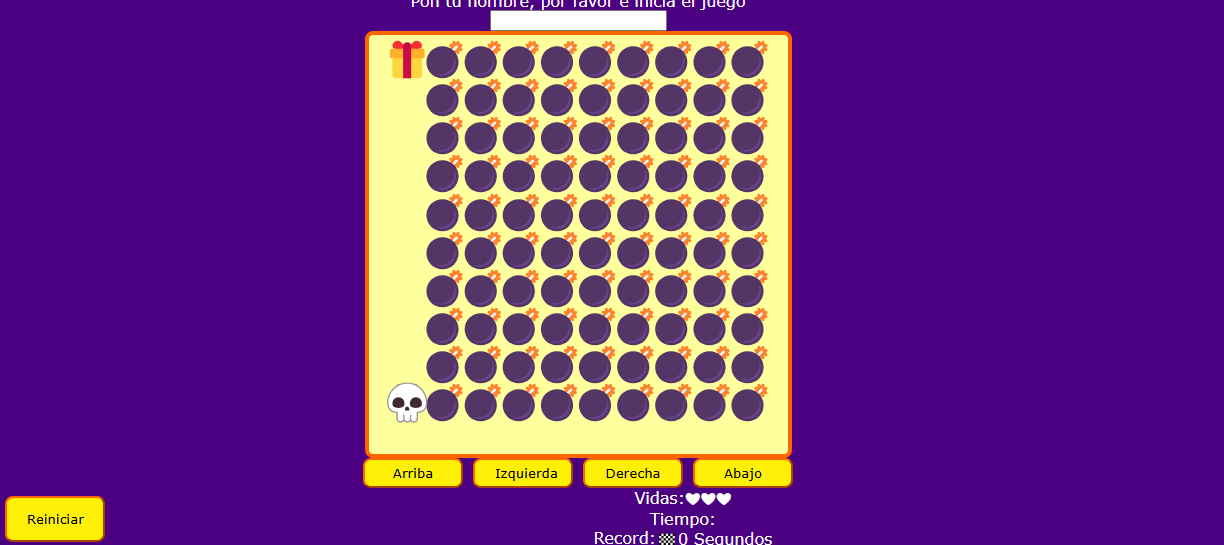 Pon tu nombre, por favor e inicia el juego
Arriba Izquierda Derecha Abajo
Vidas:
Reiniciar
Tiempo:
Record: 0 Segundos